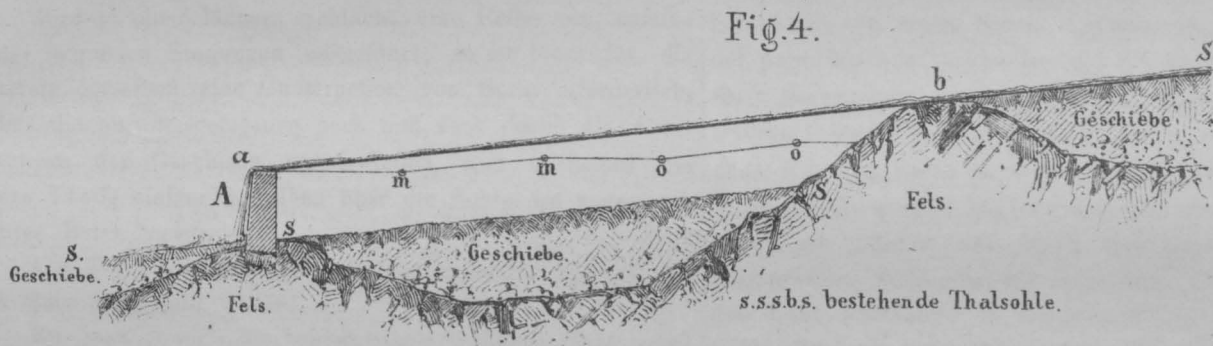 Fig. 4.
S
b
Geschiebe
a
m
m
o
o
A
Fels.
S
s
s.
Geschiebe.
Geschiebe.
Fels.
s.s.s.b.s. bestehende Thalsohle.